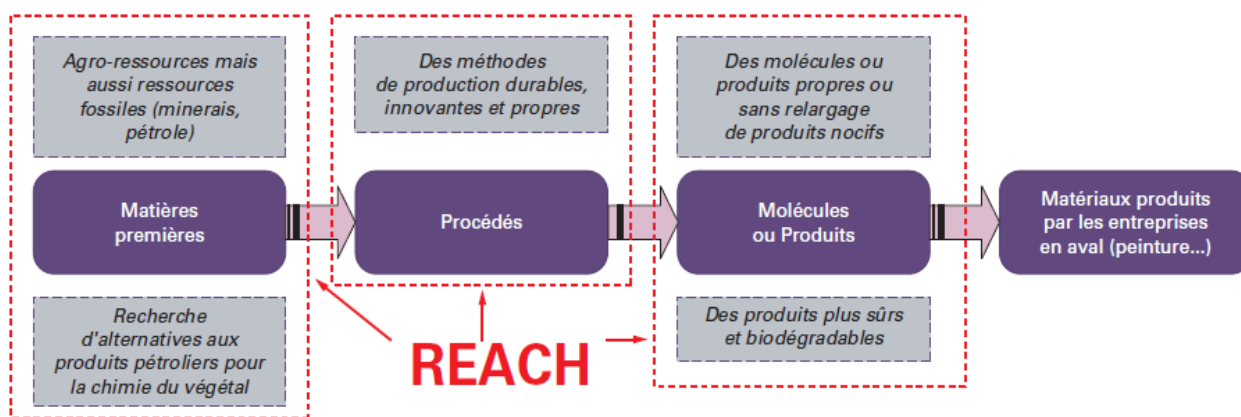 Agro-ressources mais
aussi ressources
fossiles (minerais,
pétrole)
Des méthodes
de production durables,
innovantes et propres
Des molécules ou
produits propres ou
sans relargage
de produits nocifs
Matières
premières
Procédés
Molécules
ou Produits
Matériaux produits
par les entreprises
en aval (peinture...)
Recherche
d'alternatives aux
produits pétroliers pour
la chimie du végétal
Des produits plus sûrs
et biodégradables
REACH